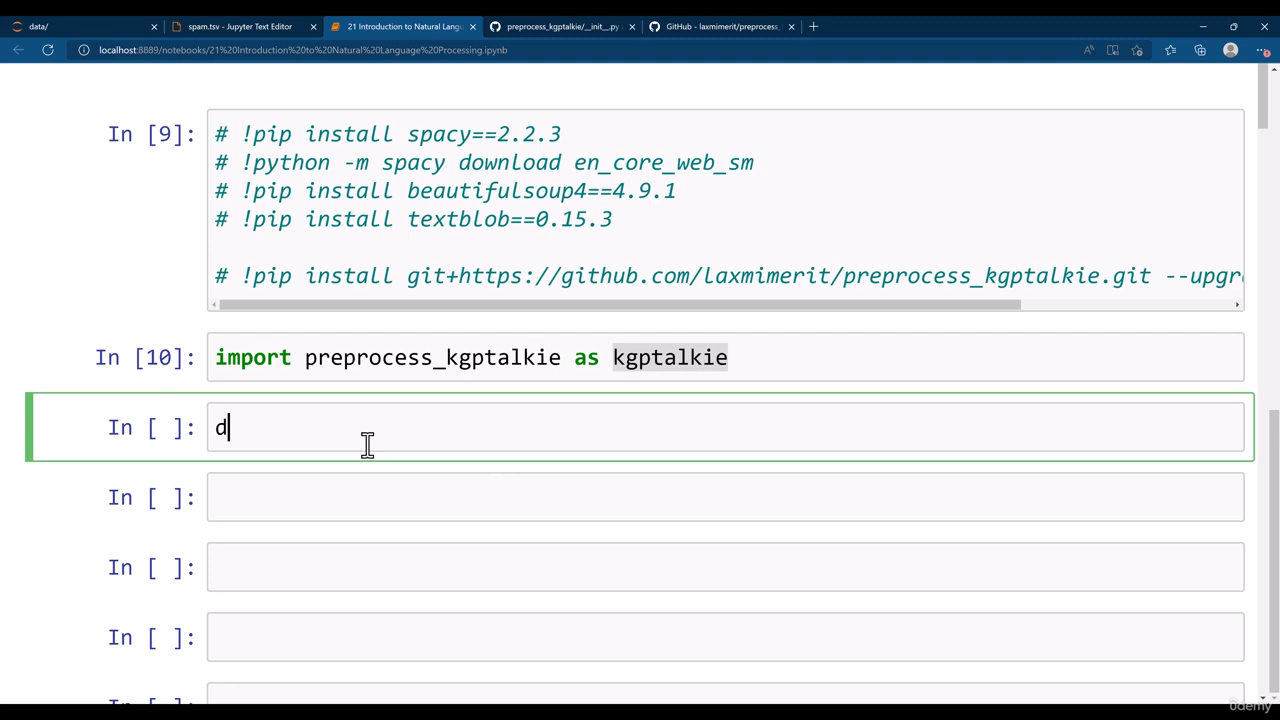 data/
spam.tsv - Jupyter Text Editor
21 Introduction to Natural Lang
preprocess_kgptalkie/__init__.py
GitHub - laxmimerit/preprocess_
localhost:8889/notebooks/21%20Introduction%20to%20Natural%20Language%20Processing.ipynb
In [9]:
# !pip install spacy==2.2.3
# !python -m spacy download en_core_web_sm
# !pip install beautifulsoup4==4.9.1
# !pip install textblob==0.15.3
# !pip install git+https://github.com/laxmimerit/preprocess_kgptalkie.git --upgr
In [10]:
import preprocess_kgptalkie as kgptalkie
In [ ]:
d
In [ ]:
In [ ]:
In [ ]:
In [ ]:
ûdemy